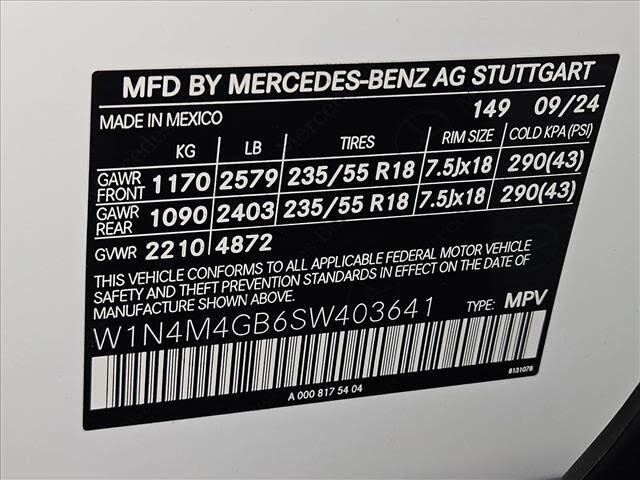 MFD BY MERCEDES-BENZ AG STUTTGART
MADE IN MEXICO 149 09/24
KG LB TIRES RIM SIZE COLD KPA (PSI)
GAWR FRONT 1170 2579 235/55 R18 7.5Jx18 290(43)
GAWR REAR 1090 2403 235/55 R18 7.5Jx18 290(43)
GVWR 2210 4872
THIS VEHICLE CONFORMS TO ALL APPLICABLE FEDERAL MOTOR VEHICLE
SAFETY AND THEFT PREVENTION STANDARDS IN EFFECT ON THE DATE OF
MANUFACTURE SHOWN ABOVE.
W1N4M4GB6SW403641 TYPE: MPV
A 000 817 54 04 8131078